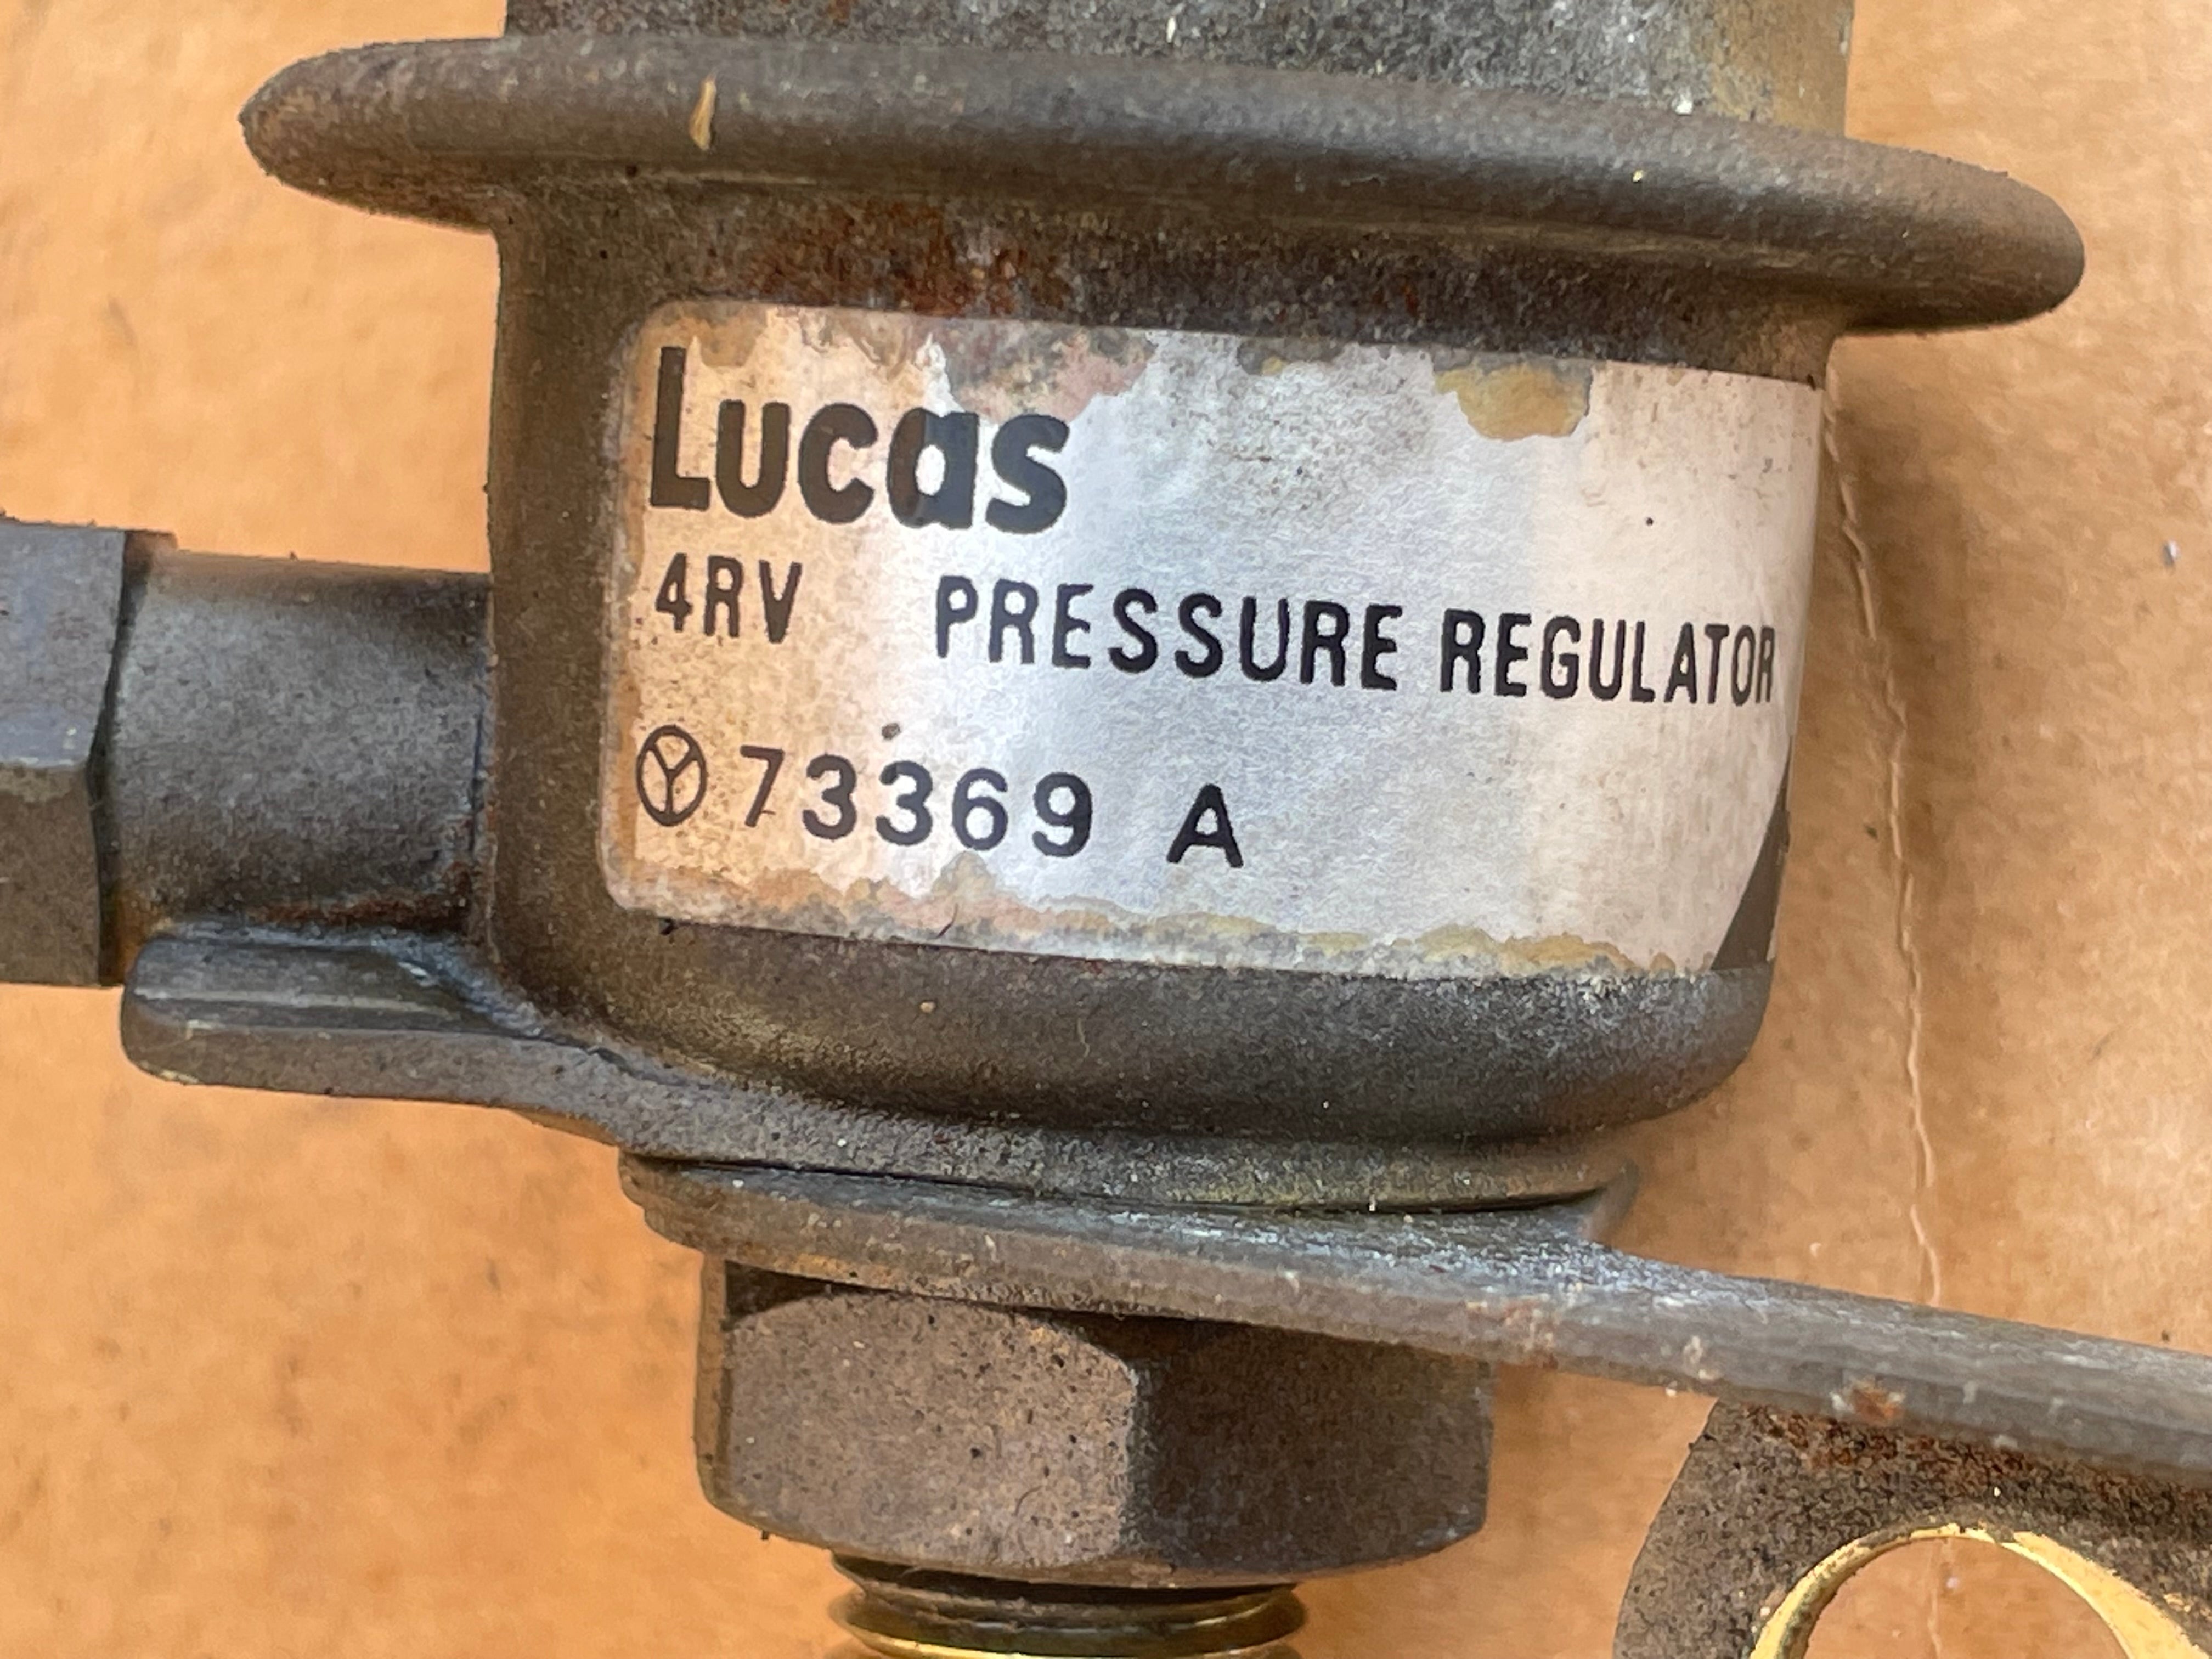 Lucas
4RV PRESSURE REGULATOR
73369 A